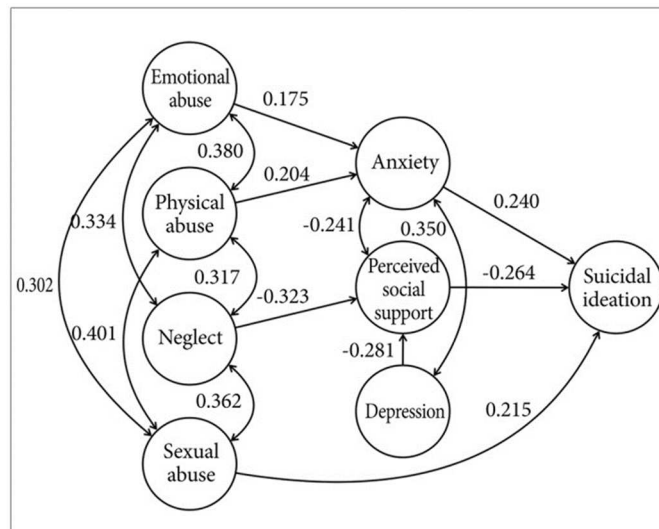 Emotional
abuse
0.175
0.380
Anxiety
0.204
Physical
abuse
0.240
0.334
-0.241
0.350
0.317
Perceived
social
support
-0.264
Suicidal
ideation
0.302
-0.323
0.401
Neglect
-0.281
0.362
Depression
0.215
Sexual
abuse